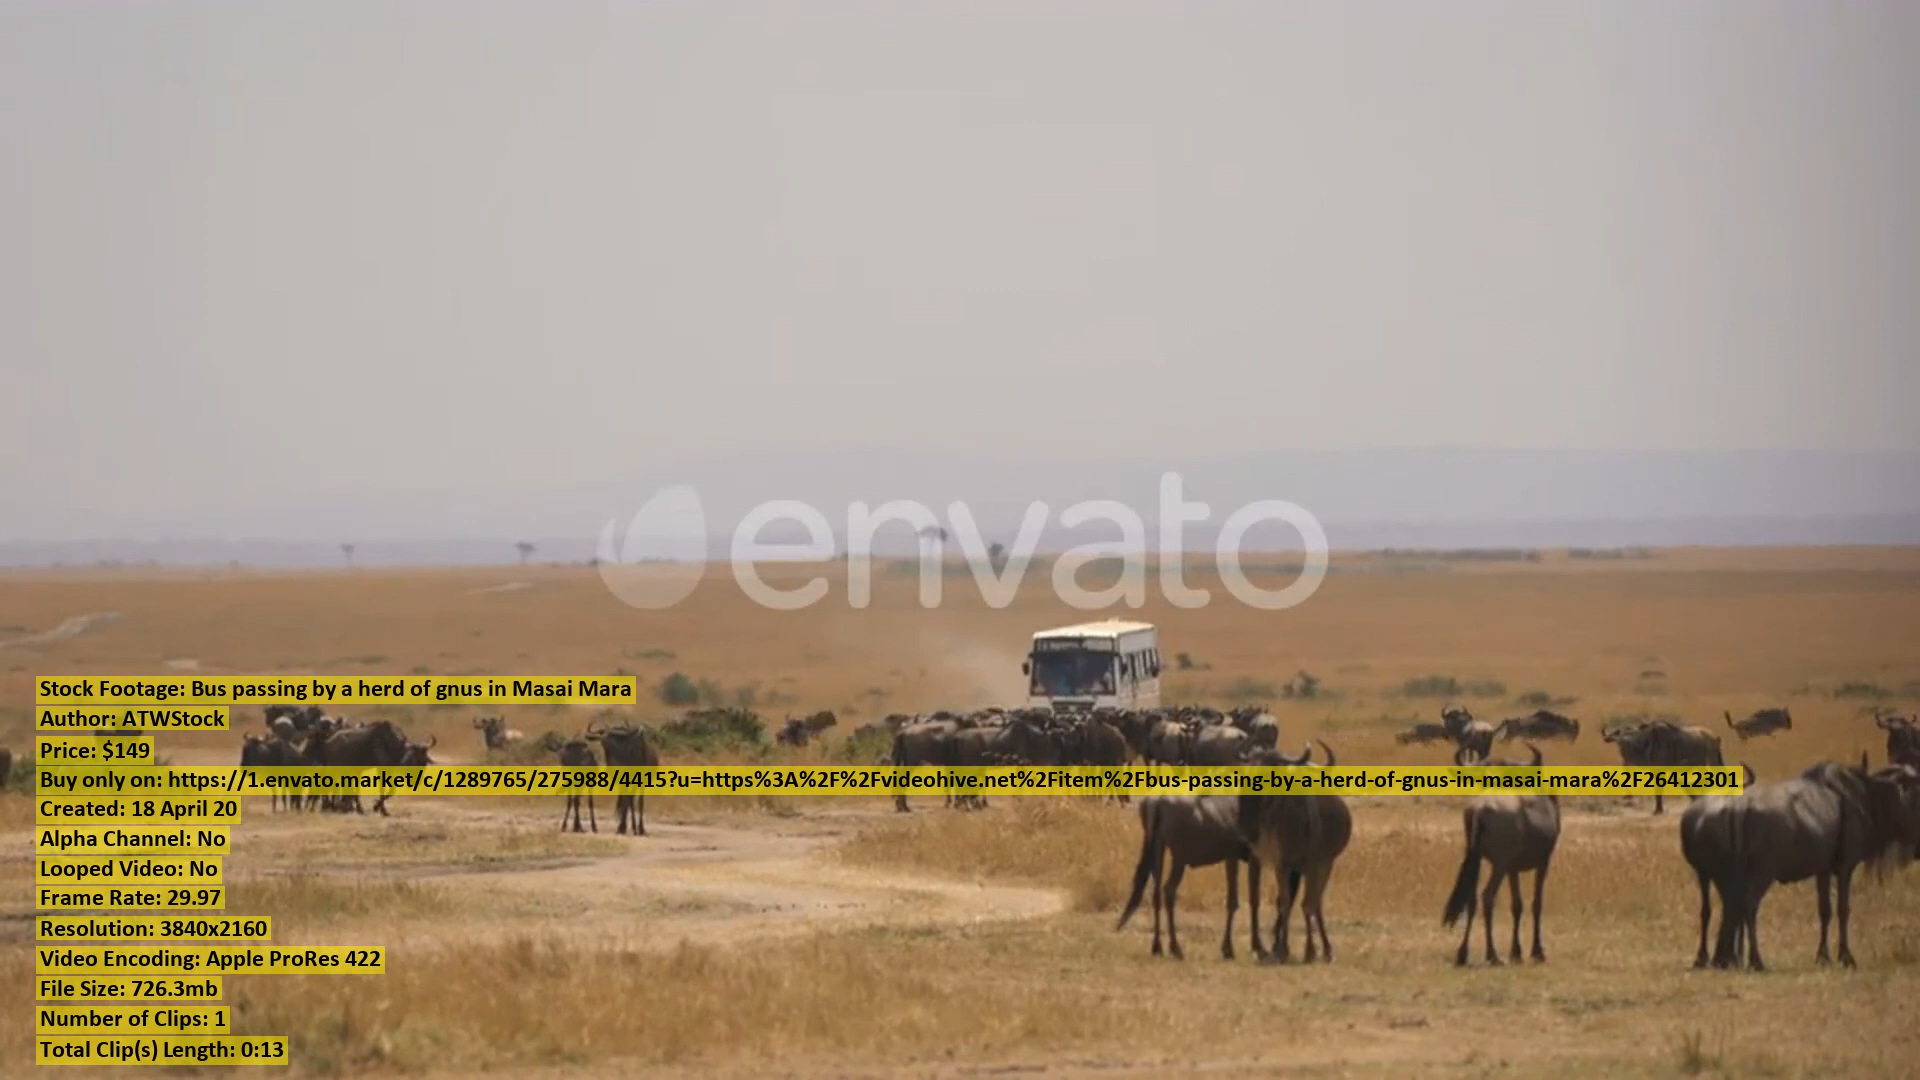 envato
Stock Footage: Bus passing by a herd of gnus in Masai Mara
Author: ATWStock
Price: $149
Buy only on: https://1.envato.market/c/1289765/275988/4415?u=https%3A%2F%2Fvideohive.net%2Fitem%2Fbus-passing-by-a-herd-of-gnus-in-masai-mara%2F26412301
Created: 18 April 20
Alpha Channel: No
Looped Video: No
Frame Rate: 29.97
Resolution: 3840x2160
Video Encoding: Apple ProRes 422
File Size: 726.3mb
Number of Clips: 1
Total Clip(s) Length: 0:13